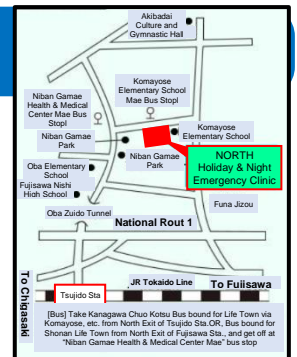 Akibadai
Culture and
Gymnastic Hall
Niban Gamae
Health & Medical
Center Mae Bus
Stopl
Komayose
Elementary School
Mae Bus Stopl
Niban Gamae
Park
Komayose
Elementary School
Niban Gamae
Park
NORTH
Holiday & Night
Emergency Clinic
Oba Elementary
School
Fujisawa Nishi
High School
Oba Zuido Tunnel
Funa Jizou
National Rout 1
To Chigasaki
JR Tokaido Line
To Fujiisawa
Tsujido Sta
[Bus] Take Kanagawa Chuo Kotsu Bus bound for Life Town via
Komayose, etc. from North Exit of Tsujido Sta.OR, Bus bound for
Shonan Life Town from North Exit of Fujisawa Sta., and get off at
"Niban Gamae Health & Medical Center Mae" bus stop